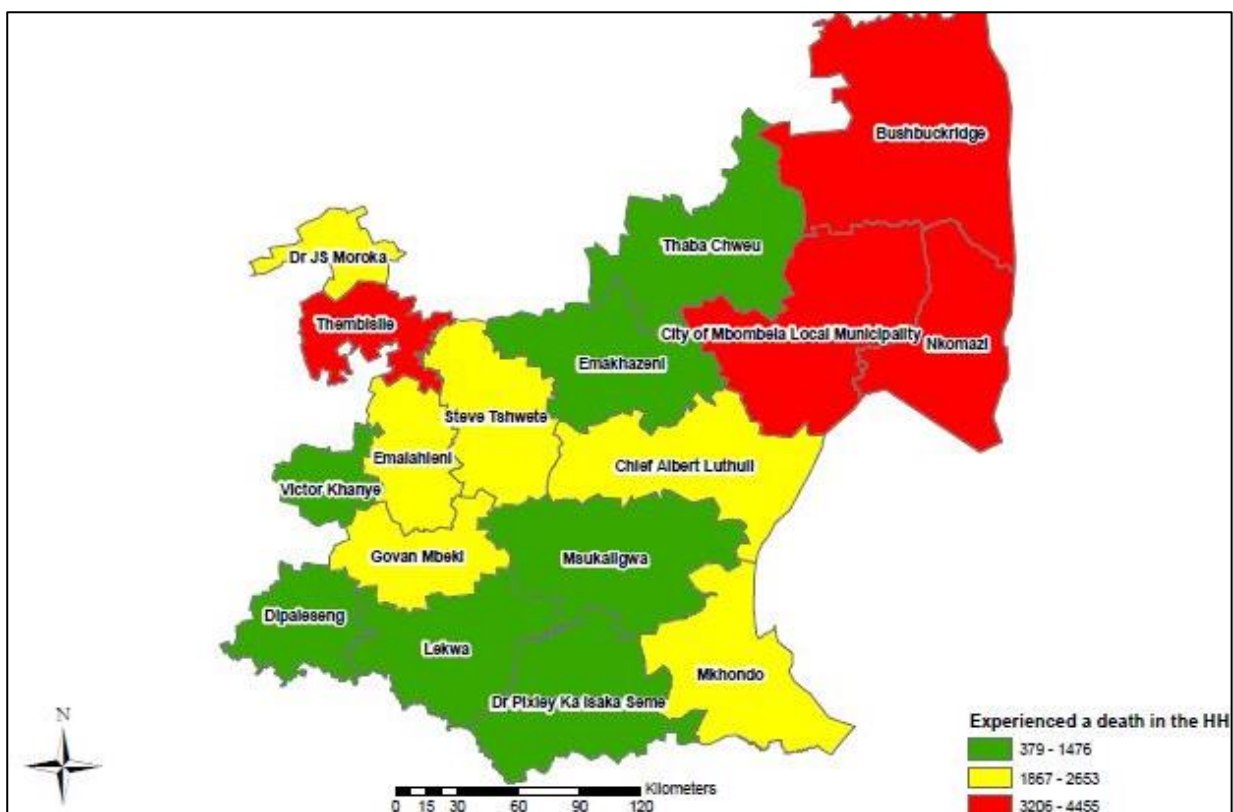 Bushbuckridge
Thaba Chweu
Dr JS Moroka
Thembisile
City of Mbombela Local Municipality
Nkomazi
Emakhazeni
Steve Tshwete
Emalahleni
Chief Albert Luthuli
Victor Khanye
Govan Mbeki
Msukaligwa
Dipaleseng
Lekwa
Mkhondo
Dr Pixley Ka Isaka Seme
N
Experienced a death in the HH
379 - 1476
1867 - 2653
3206 - 4455
Kilometers
0 15 30 60 90 120